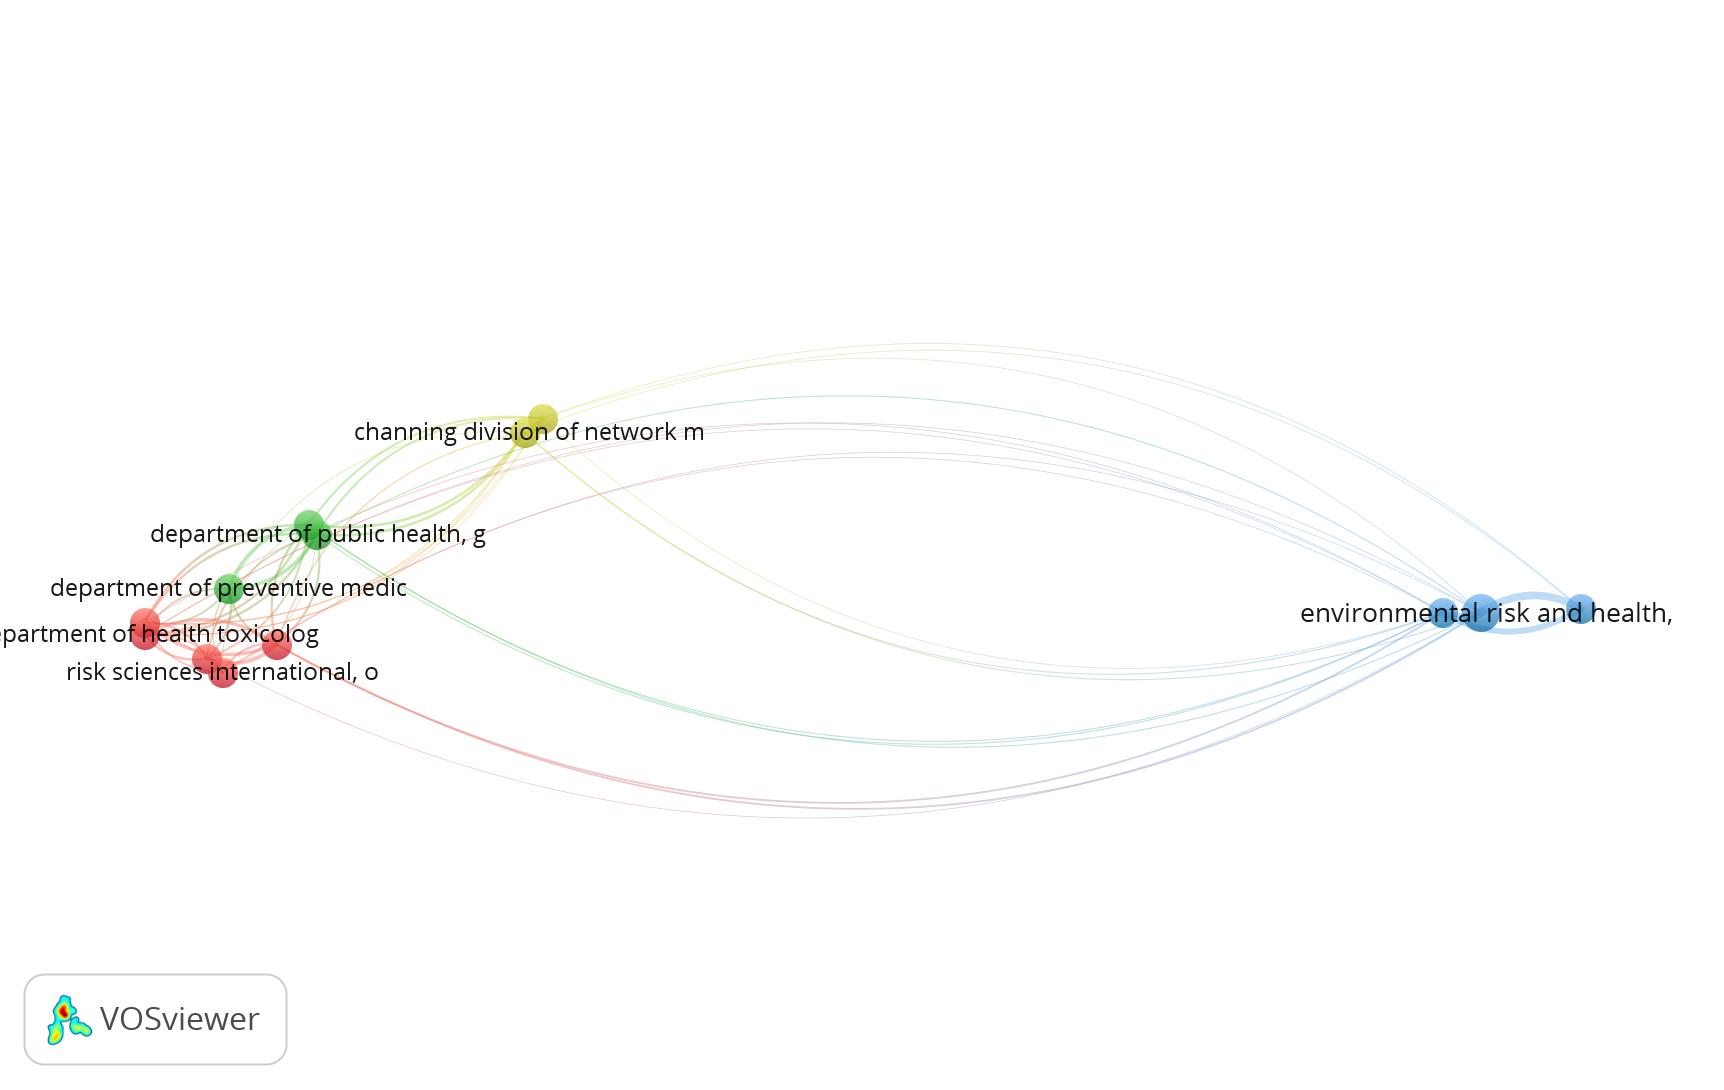 channing division of network m
department of public health, g
department of preventive medic
environmental risk and health,
epartment of health toxicolog
risk sciences international, o
VOSviewer